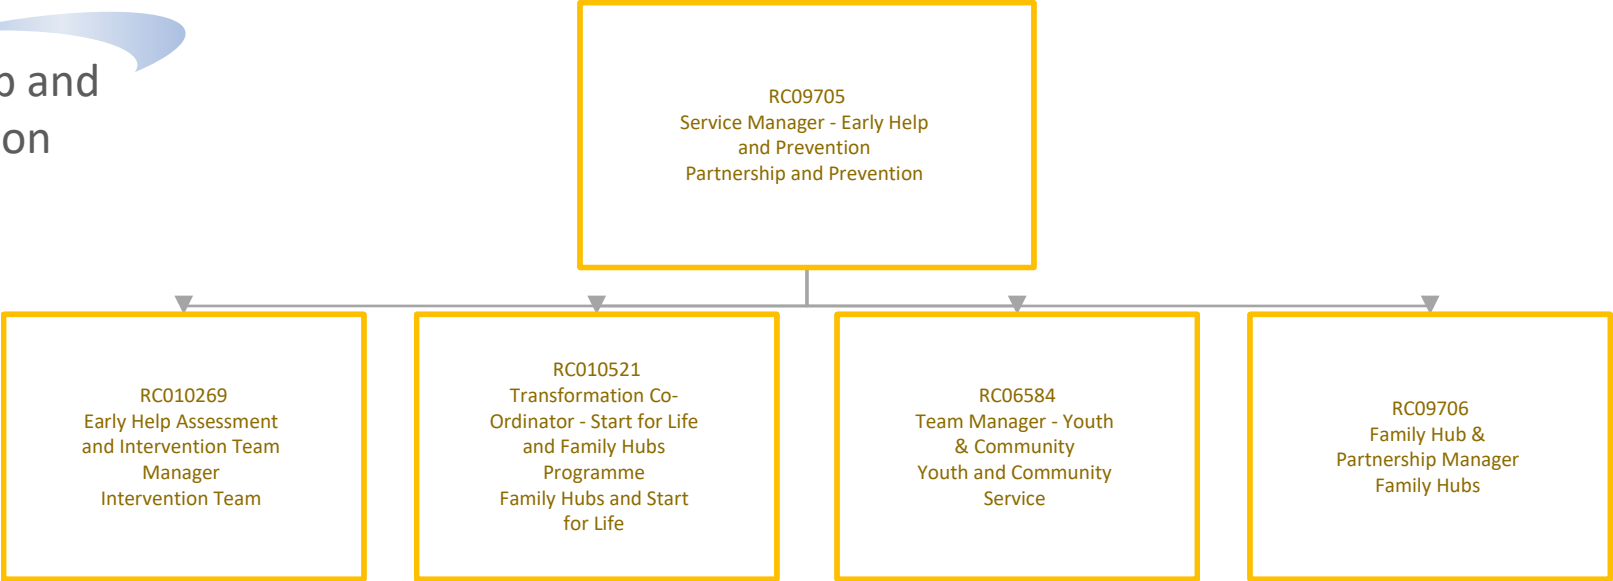 and
RC09705
Service Manager - Early Help
and Prevention
Partnership and Prevention
RC010269
Early Help Assessment
and Intervention Team
Manager
Intervention Team
RC010521
Transformation Co-
Ordinator - Start for Life
and Family Hubs
Programme
Family Hubs and Start
for Life
RC06584
Team Manager - Youth
& Community
Youth and Community
Service
RC09706
Family Hub &
Partnership Manager
Family Hubs